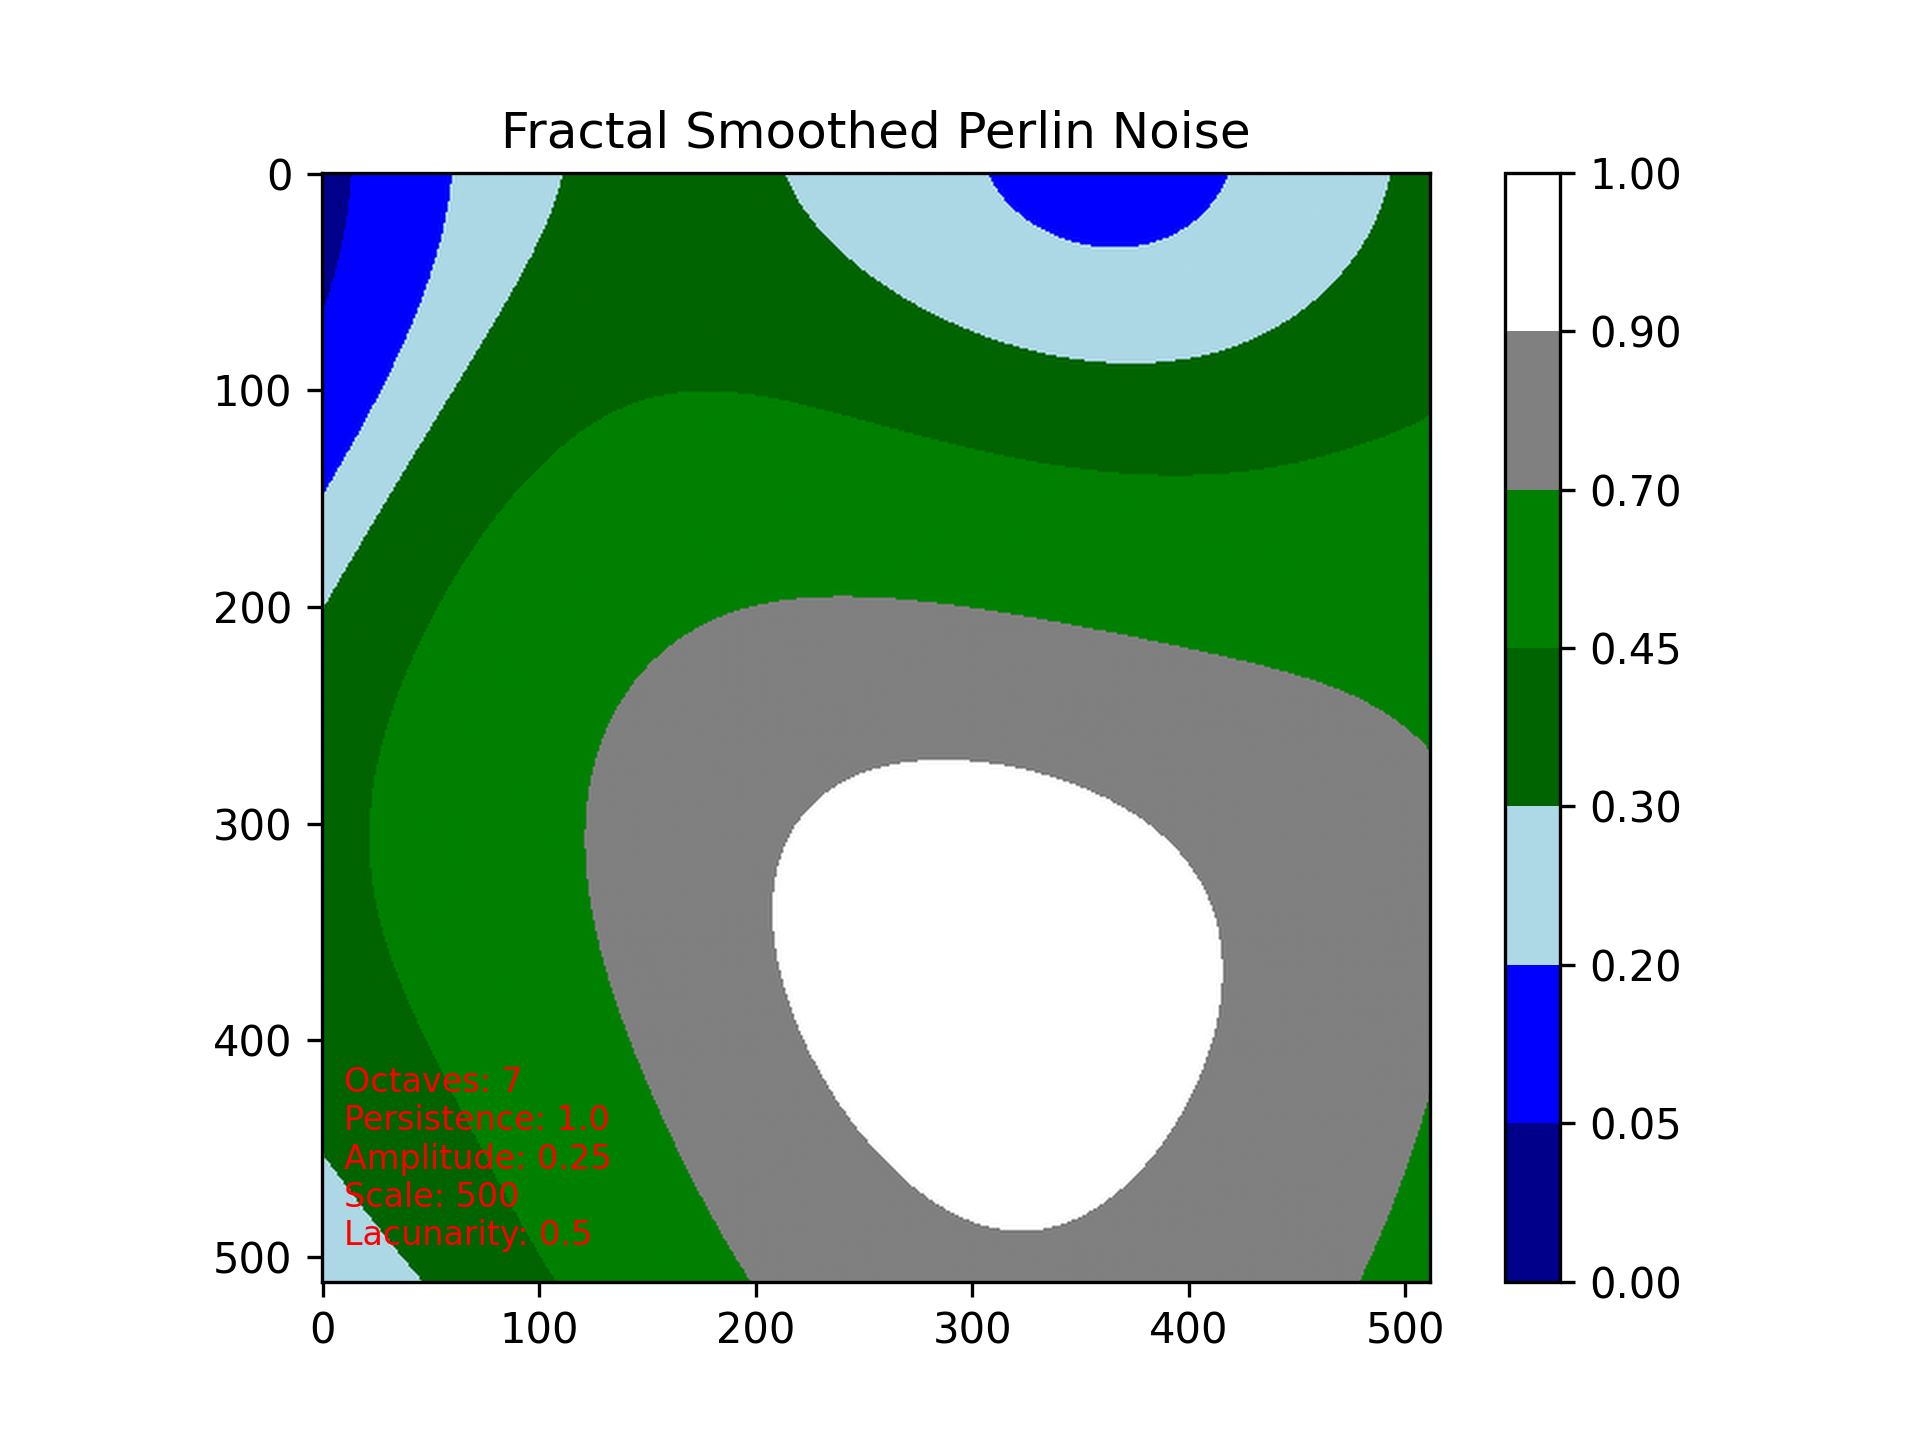 Fractal Smoothed Perlin Noise
0
100
200
300
400
500
Octaves: 7
Persistence: 1.0
Amplitude: 0.25
Scale: 500
Lacunarity: 0.5
0 100 200 300 400 500
1.00
0.90
0.70
0.45
0.30
0.20
0.05
0.00